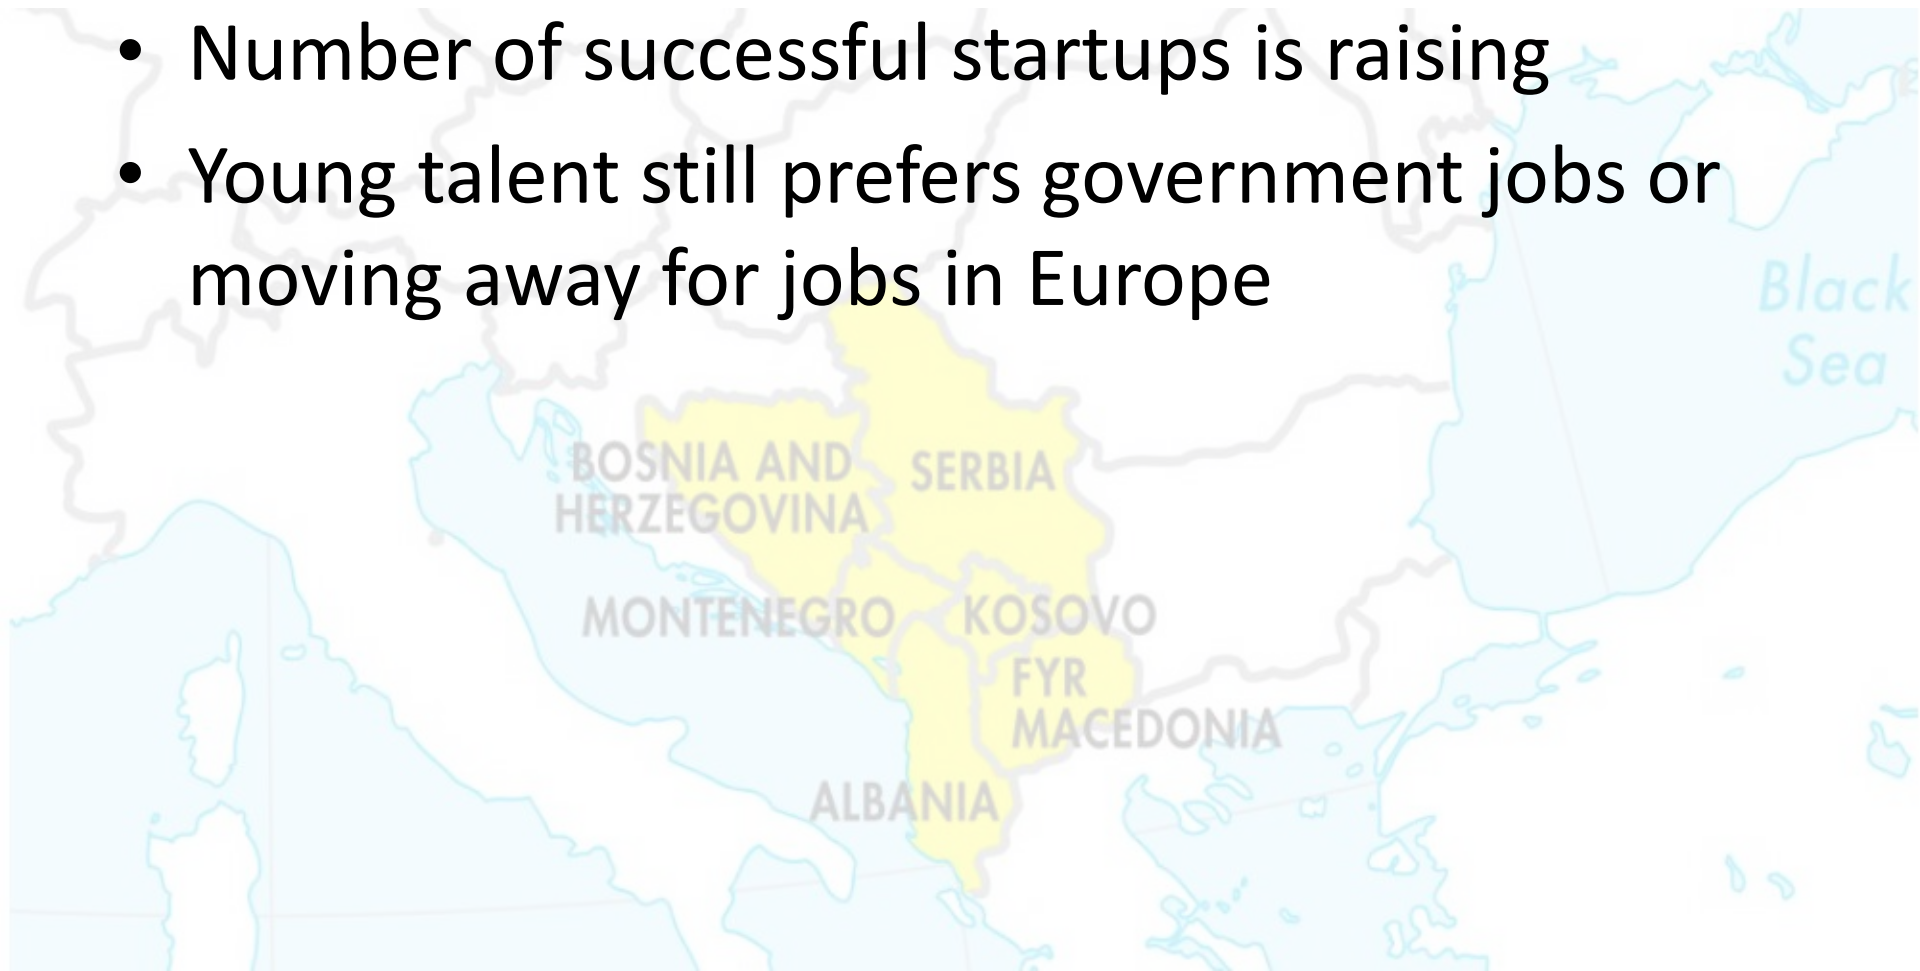 • Number of successful startups is raising
• Young talent still prefers government jobs or
moving away for jobs in Europe
Black
Sea
BOSNIA AND
HERZEGOVINA
SERBIA
MONTENEGRO
KOSOVO
FYR
MACEDONIA
ALBANIA